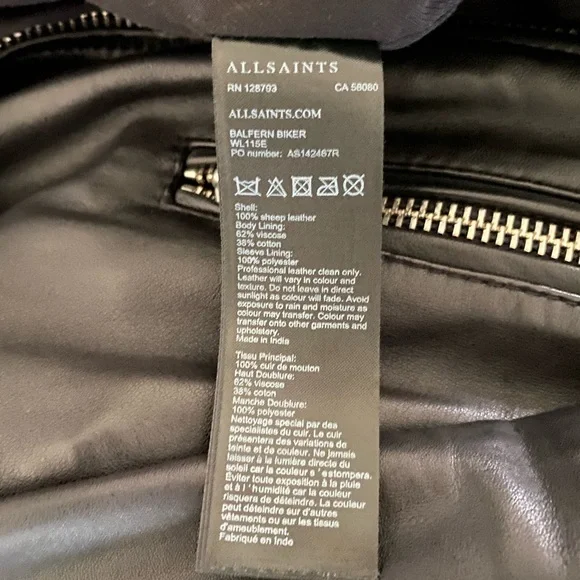 ALLSAINTS
RN 128793 CA 58080
ALLSAINTS.COM
BALFERN BIKER
WL115E
PO number: AS142467R
Shell:
100% sheep leather
Body Lining:
62% viscose
38% cotton
Sleeve Lining:
100% polyester
Professional leather clean only.
Leather will vary in colour and
texture. Do not leave in direct
sunlight as colour will fade. Avoid
exposure to rain and moisture as
colour may transfer. Colour may
transfer onto other garments and
upholstery.
Made in India
Tissu Principal:
100% cuir de mouton
Haut Doublure:
62% viscose
38% cotton
Manche Doublure:
100% polyester
Nettoyage special par des
specialistes du cuir. Le cuir
présentera des variations de
teinte et de couleur. Ne jamais
laisser à la lumière directe du
soleil car la couleur s'estompera.
Éviter toute exposition à la pluie
et à l'humidité car la couleur
risquera de déteindre. La couleur
peut déteindre sur d'autres
vêtements ou sur les tissus
d'ameublement.
Fabriqué en Inde